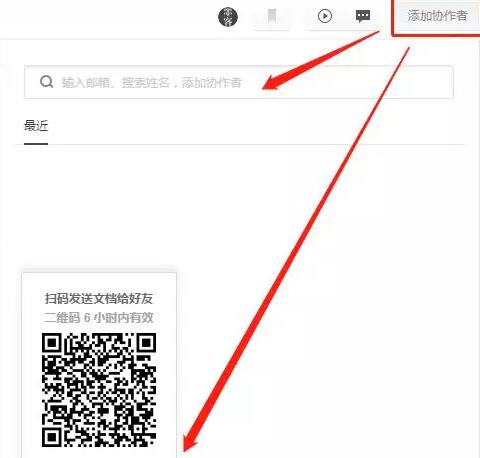 添加协作者
输入邮箱、搜索姓名，添加协作者
最近
扫码发送文档给好友
二维码 6 小时内有效